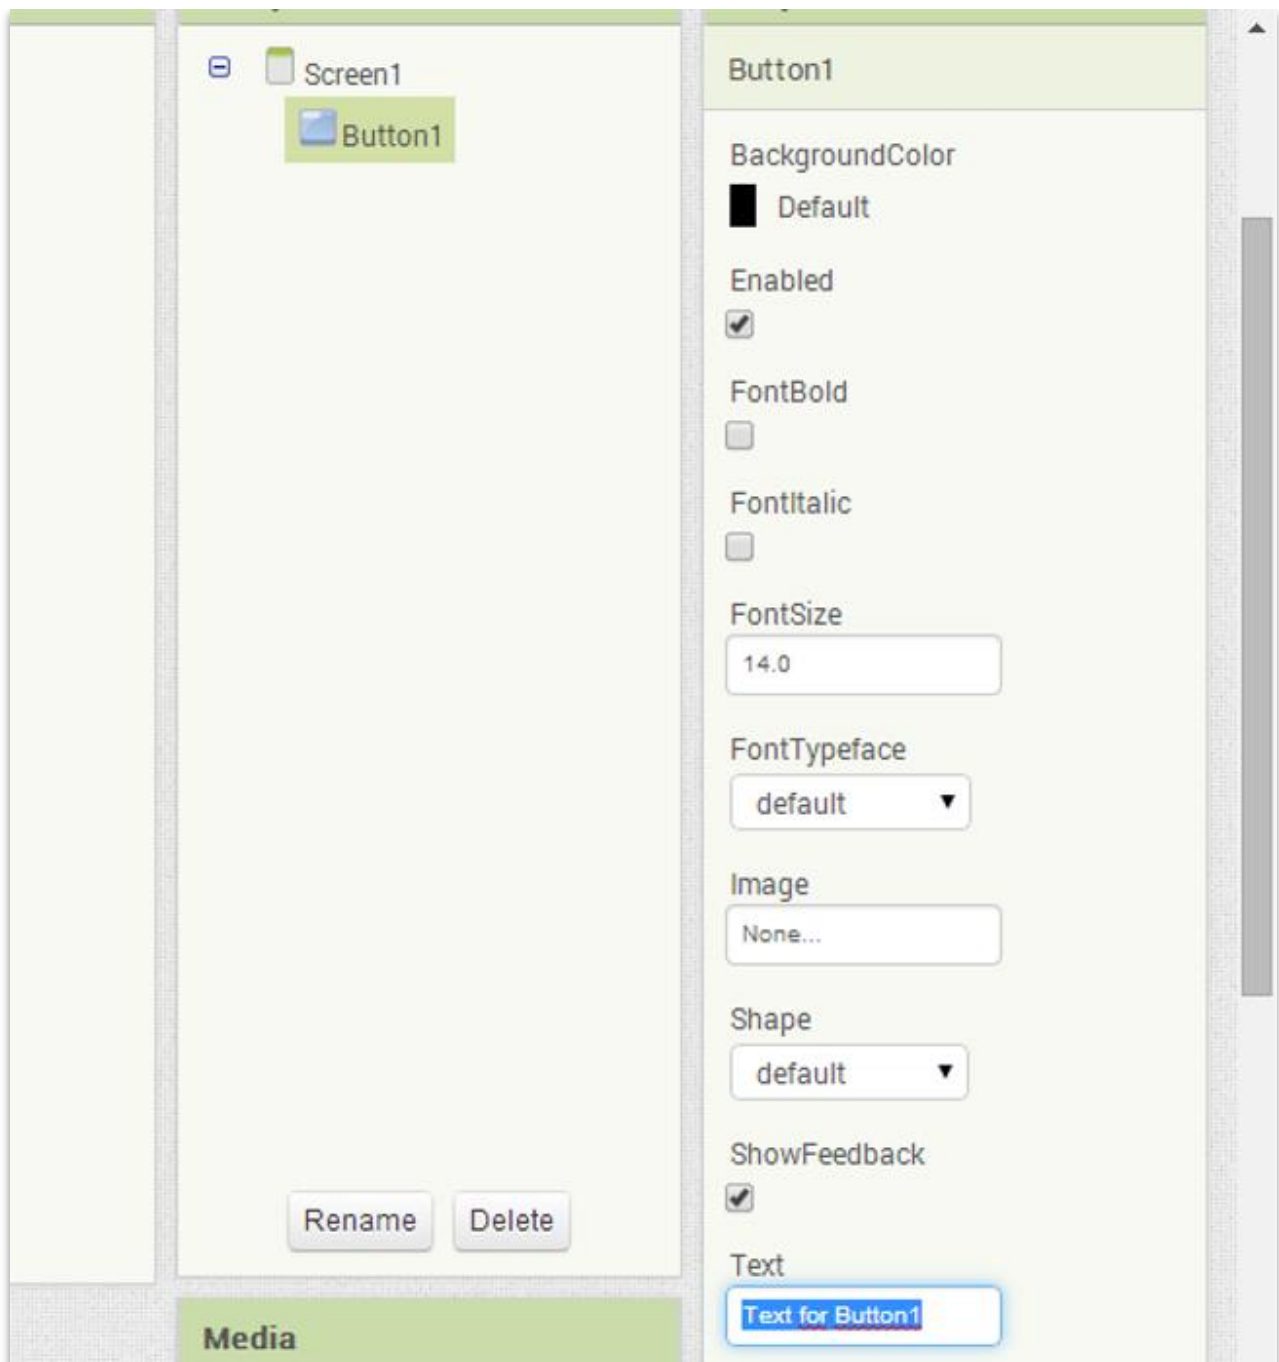 Screen1
Button1
Rename
Delete
Media
Button1
BackgroundColor
Default
Enabled
FontBold
FontItalic
FontSize
14.0
FontTypeface
default
Image
None...
Shape
default
ShowFeedback
Text
Text for Button1